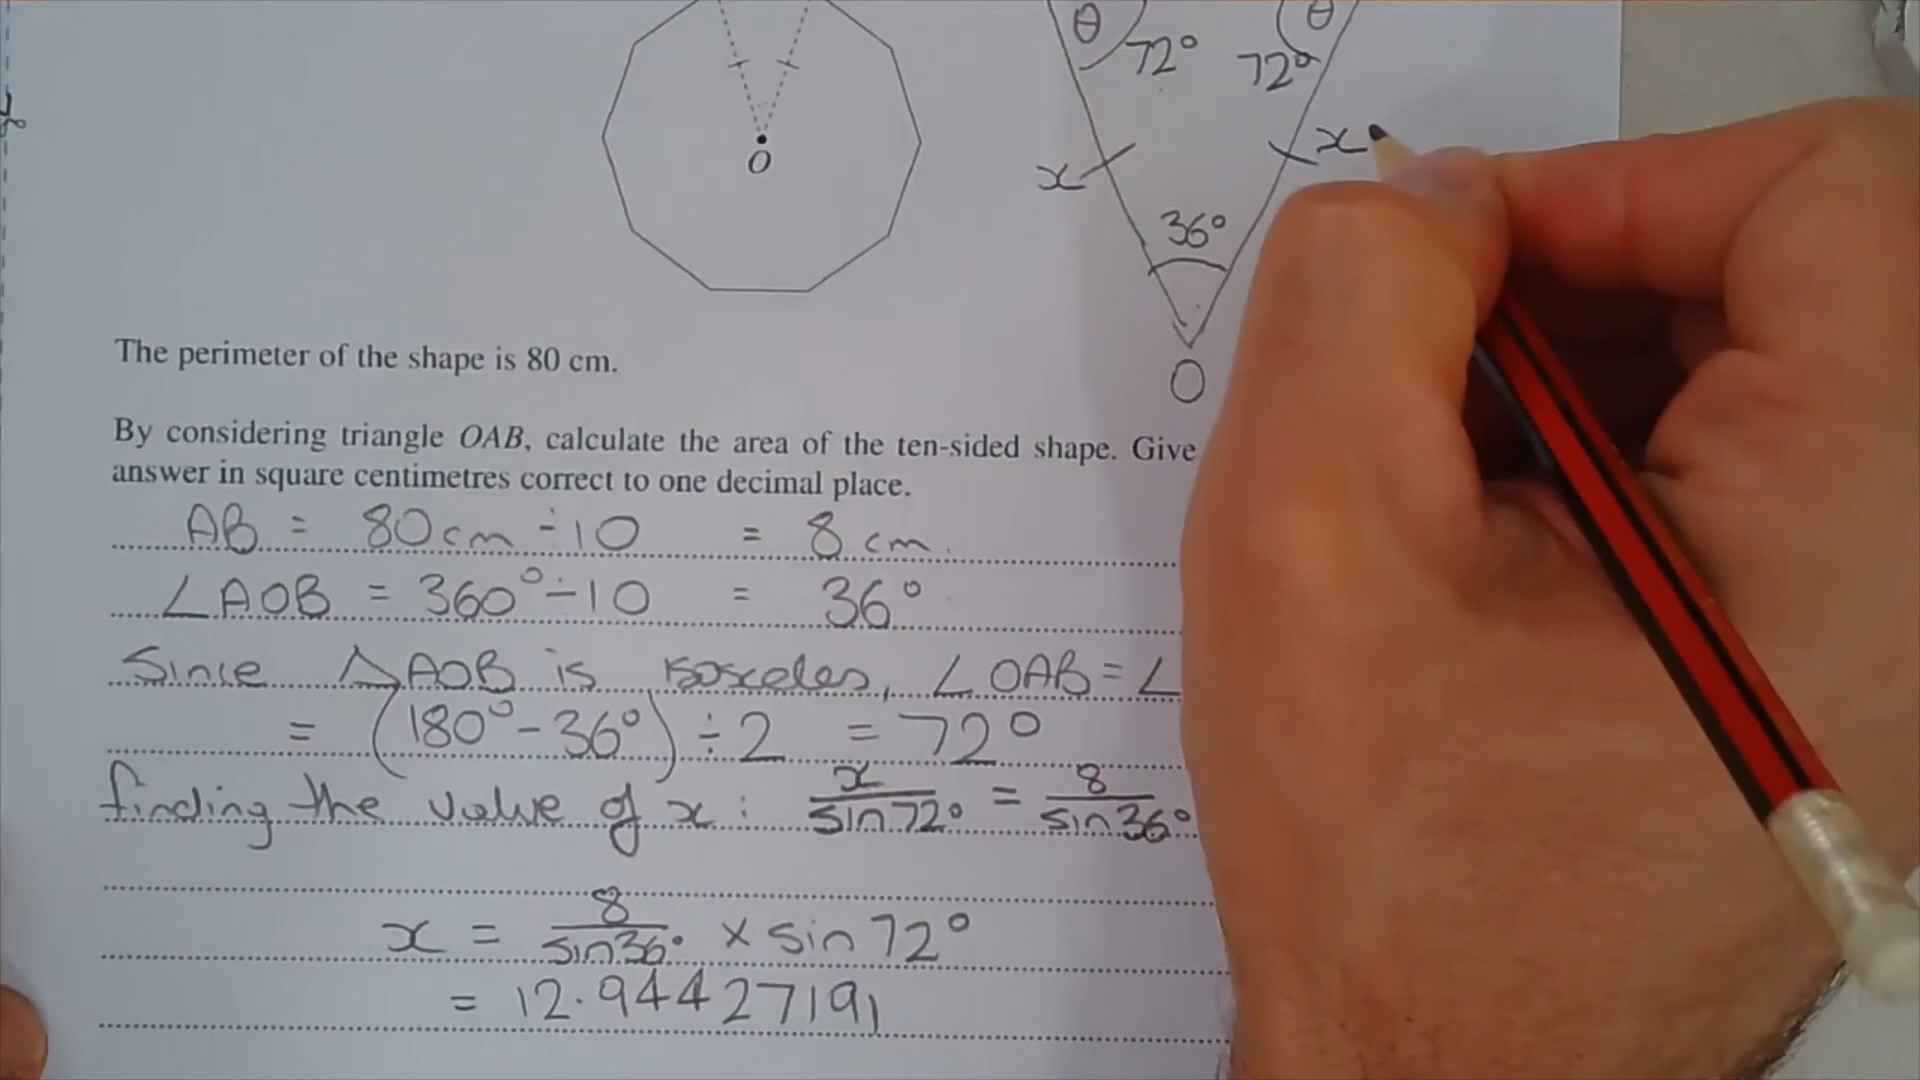 θ θ
72° 72°
x x
36°
O O
The perimeter of the shape is 80 cm.
By considering triangle OAB, calculate the area of the ten-sided shape. Give
answer in square centimetres correct to one decimal place.
AB = 80cm ÷ 10 = 8 cm.
∠AOB = 360° ÷ 10 = 36°
Since △AOB is isosceles, ∠OAB = ∠
= (180° - 36°) ÷ 2 = 72°
finding the value of x : x/sin72° = 8/sin36°
x = 8/sin36° × sin 72°
= 12.94427191